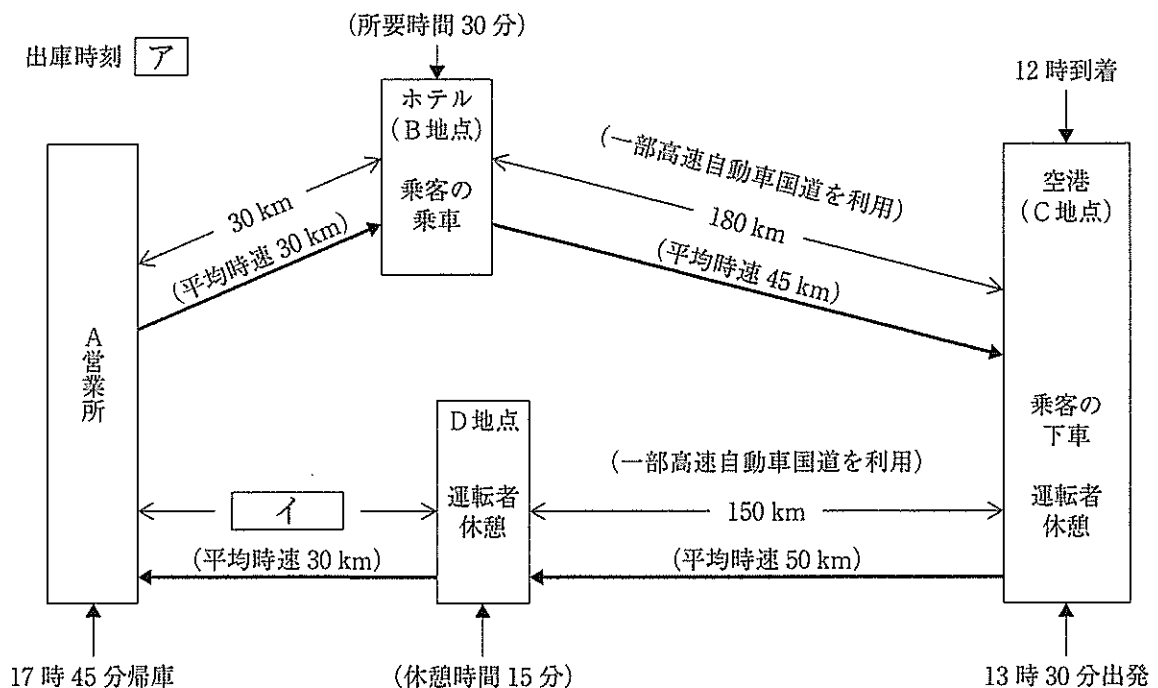 (所要時間 30 分)
出庫時刻 ア
12 時到着
ホテル
(B地点)
乗客の
乗車
(一部高速自動車国道を利用)
180 km
(平均時速 45 km)
空港
(C地点)
30 km
(平均時速 30 km)
A営業所
乗客の
下車
運転者
休憩
D地点
運転者
休憩
(一部高速自動車国道を利用)
イ
150 km
(平均時速 30 km)
(平均時速 50 km)
17 時 45 分帰庫
(休憩時間 15 分)
13 時 30 分出発